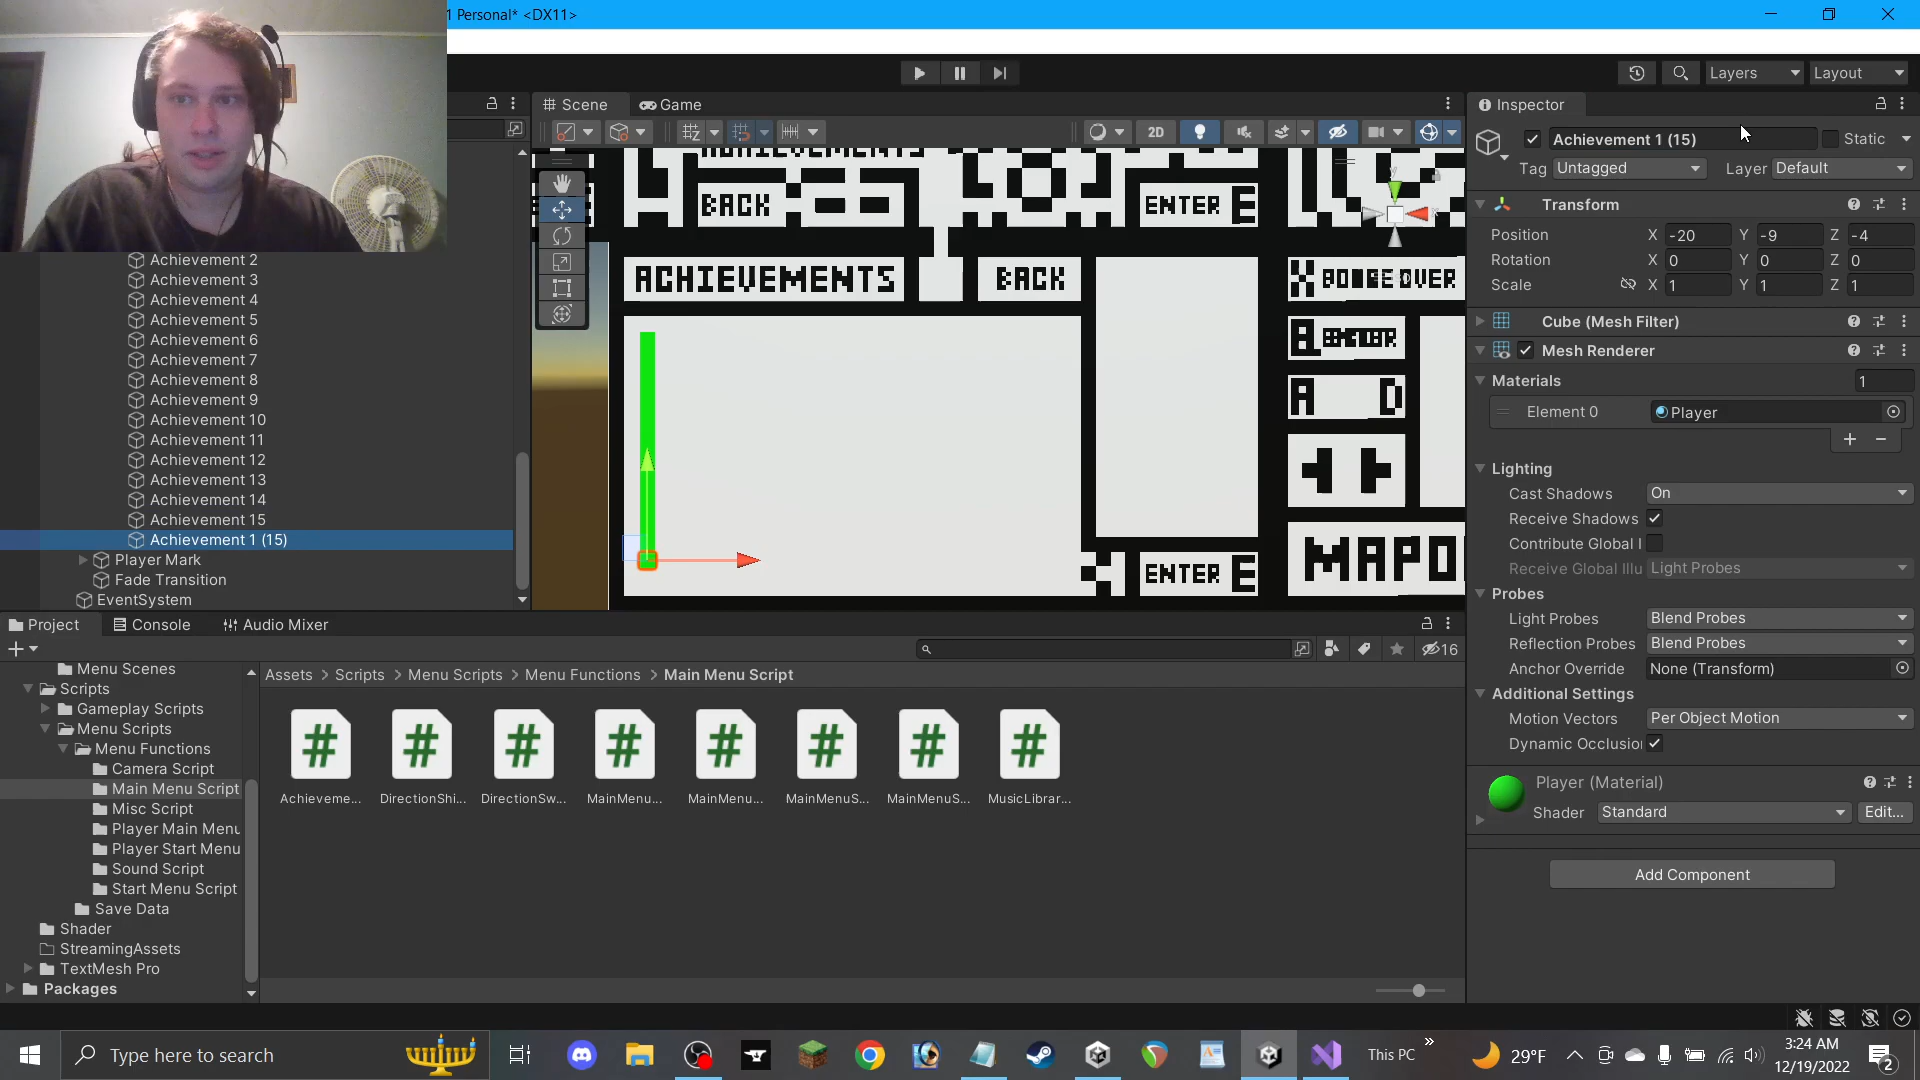 1 Personal* <DX11>
Layers
Layout
Scene
Game
Inspector
2D
Achievement 1 (15)
Static
Tag Untagged
Layer Default
Transform
Position X -20 Y -9 Z -4
Rotation X 0 Y 0 Z 0
Scale X 1 Y 1 Z 1
Cube (Mesh Filter)
Mesh Renderer
Materials 1
Element 0 Player
Lighting
Cast Shadows On
Receive Shadows
Contribute Global I
Receive Global Illu Light Probes
Probes
Light Probes Blend Probes
Reflection Probes Blend Probes
Anchor Override None (Transform)
Additional Settings
Motion Vectors Per Object Motion
Dynamic Occlusio
Player (Material)
Shader Standard Edit...
Add Component
BACK
ENTER E
ACHIEVEMENTS
BACK
A D
ENTER E
Achievement 2
Achievement 3
Achievement 4
Achievement 5
Achievement 6
Achievement 7
Achievement 8
Achievement 9
Achievement 10
Achievement 11
Achievement 12
Achievement 13
Achievement 14
Achievement 15
Achievement 1 (15)
Player Mark
Fade Transition
EventSystem
Project
Console
Audio Mixer
16
Menu Scenes
Scripts
Gameplay Scripts
Menu Scripts
Menu Functions
Camera Script
Main Menu Script
Misc Script
Player Main Menu
Player Start Menu
Sound Script
Start Menu Script
Save Data
Shader
StreamingAssets
TextMesh Pro
Packages
Assets > Scripts > Menu Scripts > Menu Functions > Main Menu Script
Achieveme...
DirectionShi...
DirectionSw...
MainMenu...
MainMenu...
MainMenuS...
MainMenuS...
MusicLibrar...
Type here to search
This PC
29°F
3:24 AM
12/19/2022
2